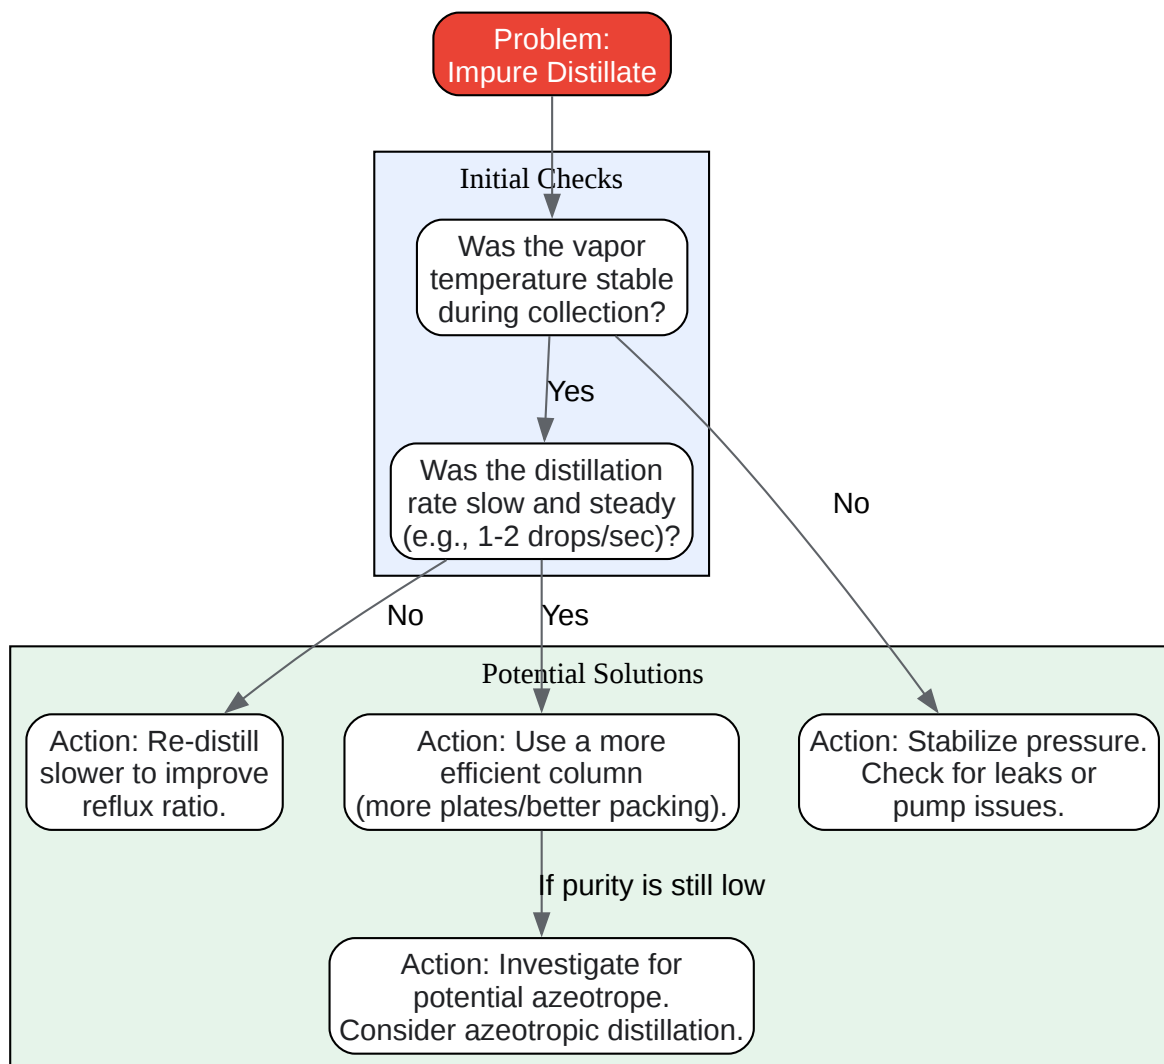 Problem:
Impure Distillate
Initial Checks
Was the vapor
temperature stable
during collection?
Yes
Was the distillation
rate slow and steady
(e.g., 1-2 drops/sec)?
No
No
Yes
Potential Solutions
Action: Re-distill
slower to improve
reflux ratio.
Action: Use a more
efficient column
(more plates/better packing).
Action: Stabilize pressure.
Check for leaks or
pump issues.
If purity is still low
Action: Investigate for
potential azeotrope.
Consider azeotropic distillation.